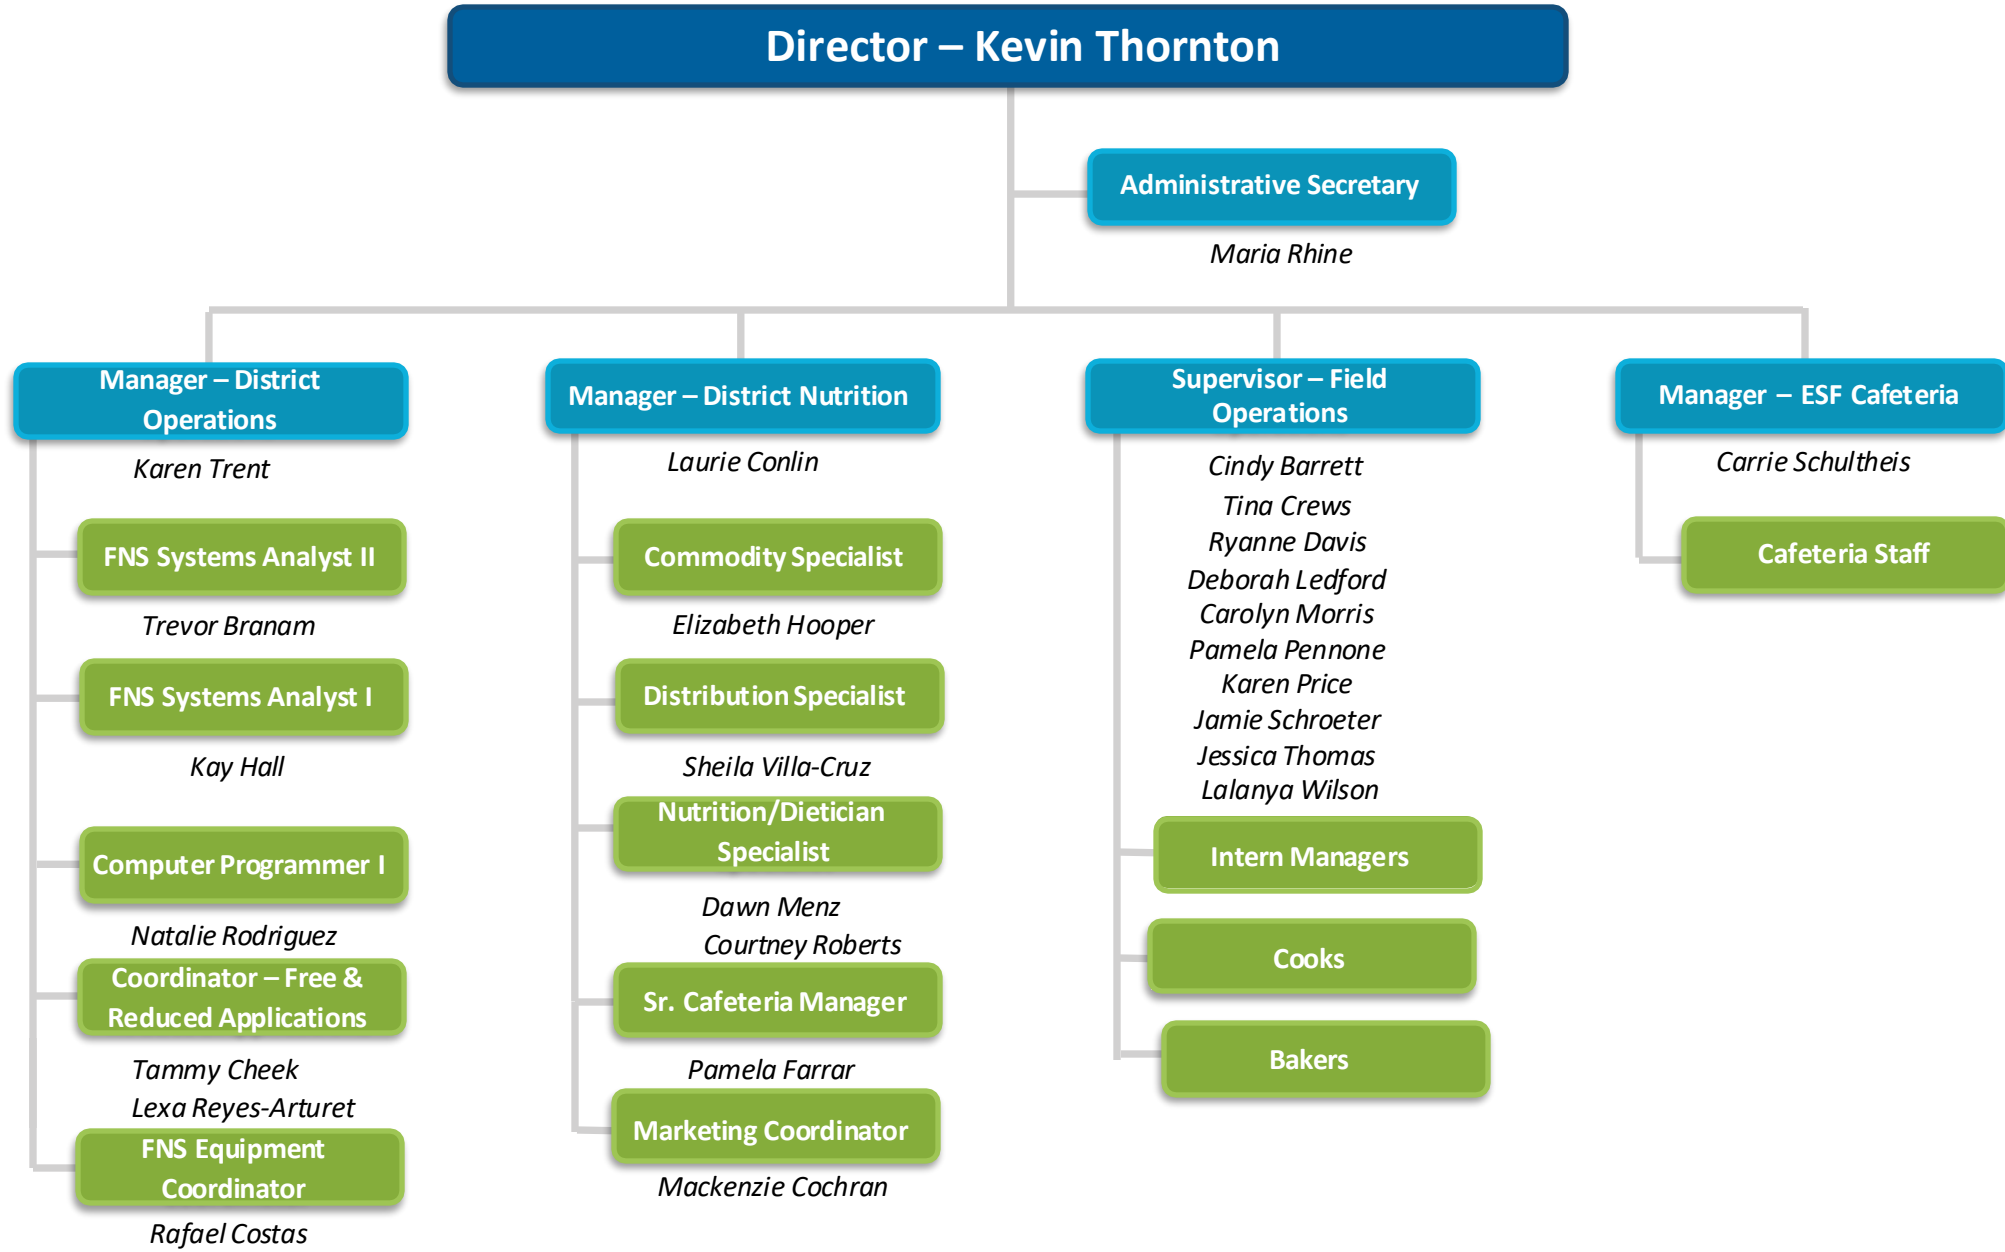 Director – Kevin Thornton
Administrative Secretary
Maria Rhine
Manager – District
Operations
Karen Trent
FNS Systems Analyst II
Trevor Branam
FNS Systems Analyst I
Kay Hall
Computer Programmer I
Natalie Rodriguez
Coordinator – Free &
Reduced Applications
Tammy Cheek
Lexa Reyes-Arturet
FNS Equipment
Coordinator
Rafael Costas
Manager – District Nutrition
Laurie Conlin
Commodity Specialist
Elizabeth Hooper
Distribution Specialist
Sheila Villa-Cruz
Nutrition/Dietician
Specialist
Dawn Menz
Courtney Roberts
Sr. Cafeteria Manager
Pamela Farrar
Marketing Coordinator
Mackenzie Cochran
Supervisor – Field
Operations
Cindy Barrett
Tina Crews
Ryanne Davis
Deborah Ledford
Carolyn Morris
Pamela Pennone
Karen Price
Jamie Schroeter
Jessica Thomas
Lalanya Wilson
Intern Managers
Cooks
Bakers
Manager – ESF Cafeteria
Carrie Schultheis
Cafeteria Staff